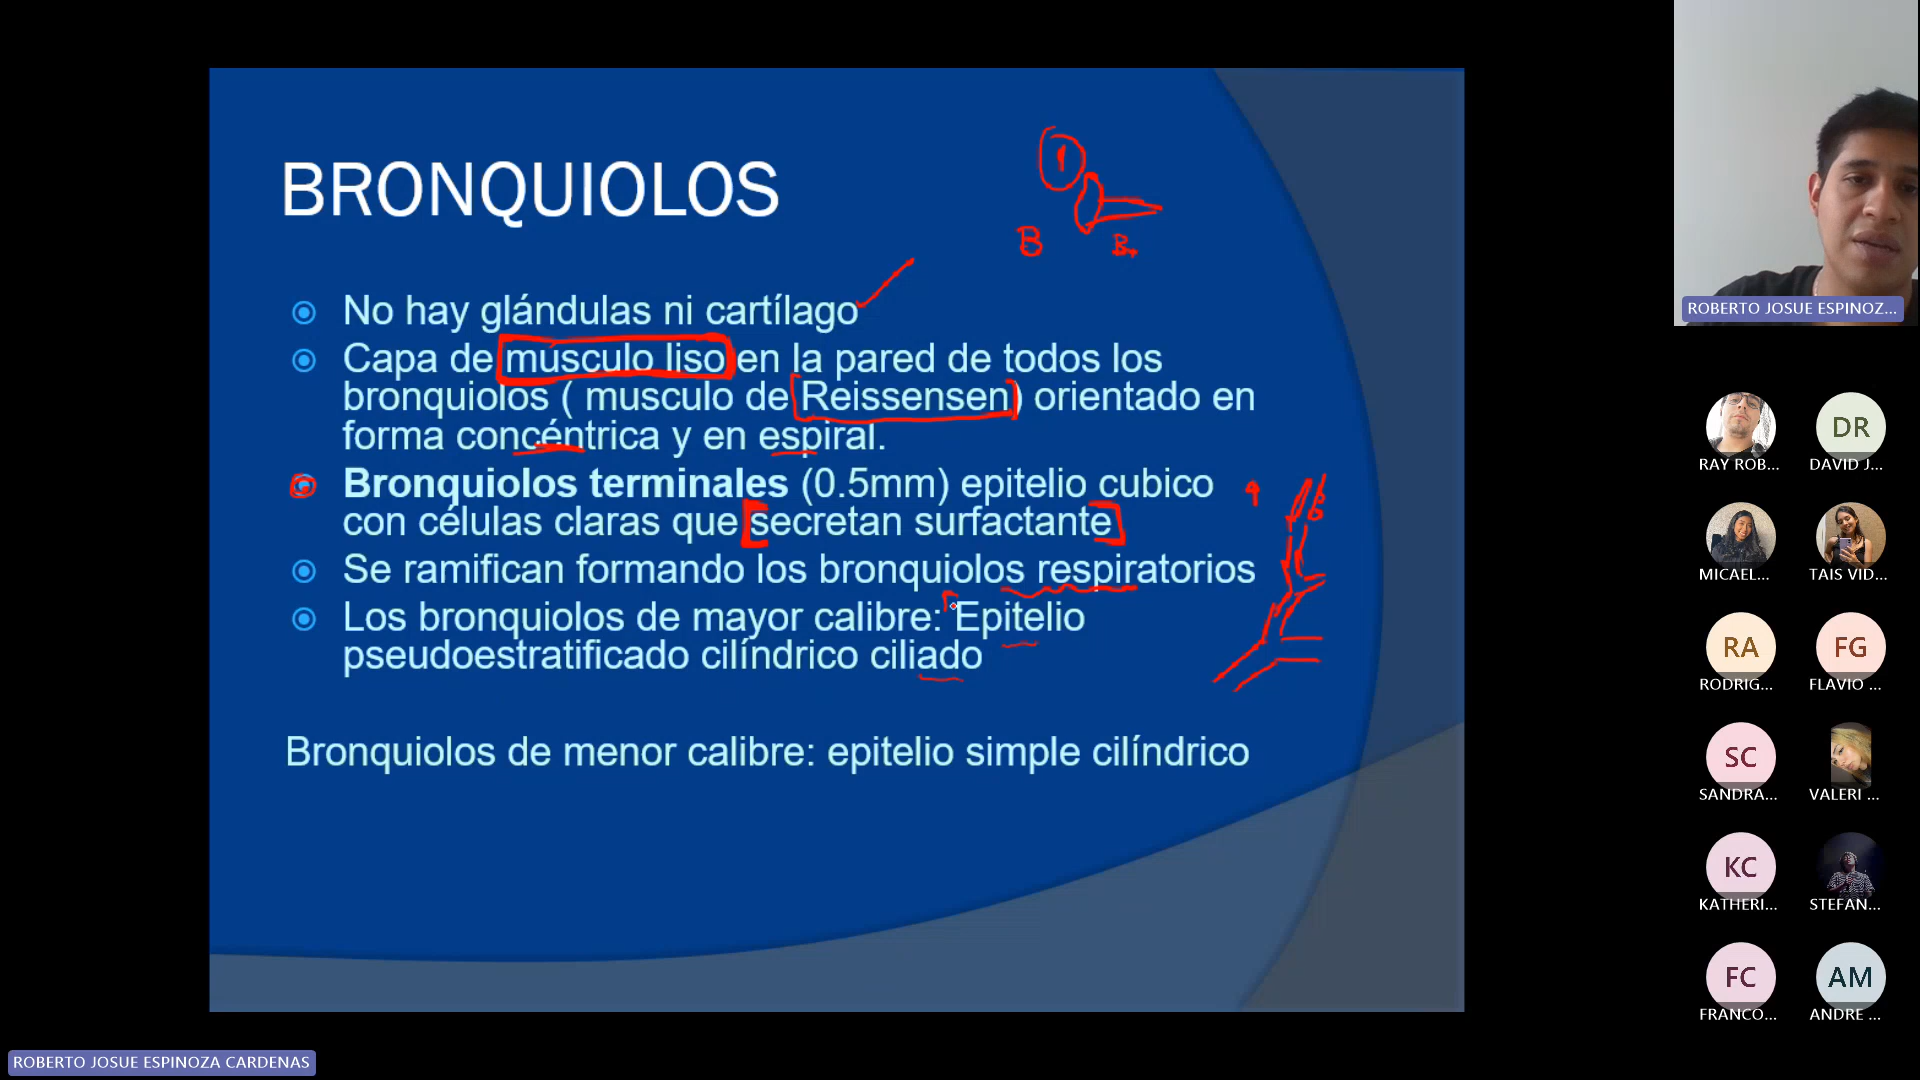 BRONQUIOLOS
1
B
Br
No hay glándulas ni cartílago
Capa de músculo liso en la pared de todos los
bronquiolos ( musculo de Reissensen) orientado en
forma concéntrica y en espiral.
Bronquiolos terminales (0.5mm) epitelio cubico
con células claras que secretan surfactante
Se ramifican formando los bronquiolos respiratorios
Los bronquiolos de mayor calibre: Epitelio
pseudoestratificado cilíndrico ciliado
Bronquiolos de menor calibre: epitelio simple cilíndrico
ROBERTO JOSUE ESPINOZ...
DR
RAY ROB...
DAVID J...
MICAEL...
TAIS VID...
RA
FG
RODRIG...
FLAVIO ...
SC
SANDRA...
VALERI ...
KC
KATHERI...
STEFAN...
FC
AM
FRANCO...
ANDRE ...
ROBERTO JOSUE ESPINOZA CARDENAS